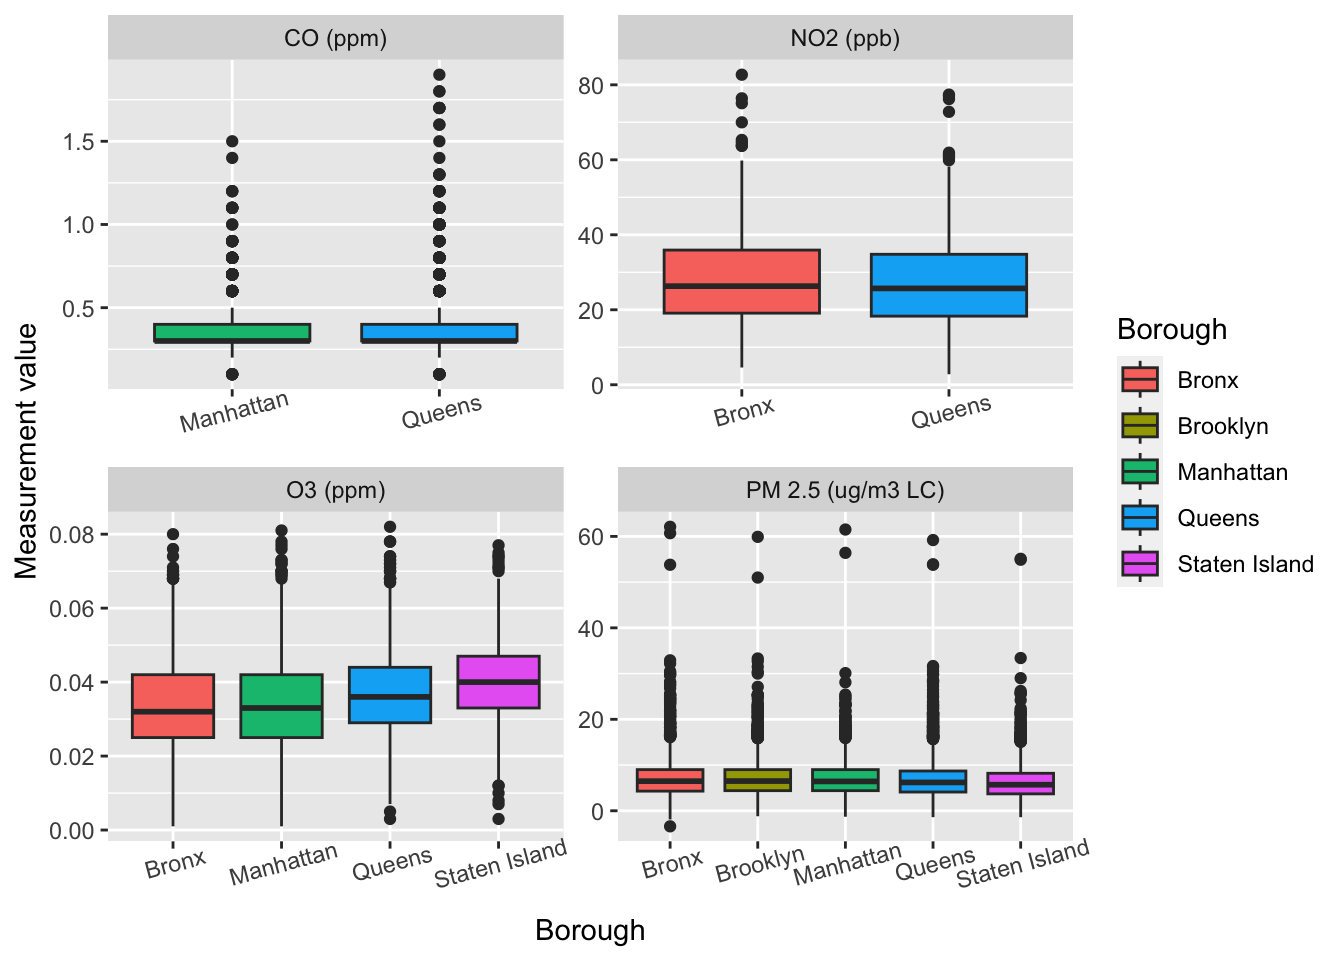 CO (ppm)
NO2 (ppb)
1.5
1.0
0.5
80
60
40
20
0
Manhattan
Queens
Bronx
Queens
O3 (ppm)
PM 2.5 (ug/m3 LC)
0.08
0.06
0.04
0.02
0.00
60
40
20
0
Bronx
Manhattan
Queens
Staten Island
Bronx
Brooklyn
Manhattan
Queens
Staten Island
Measurement value
Borough
Borough
Bronx
Brooklyn
Manhattan
Queens
Staten Island